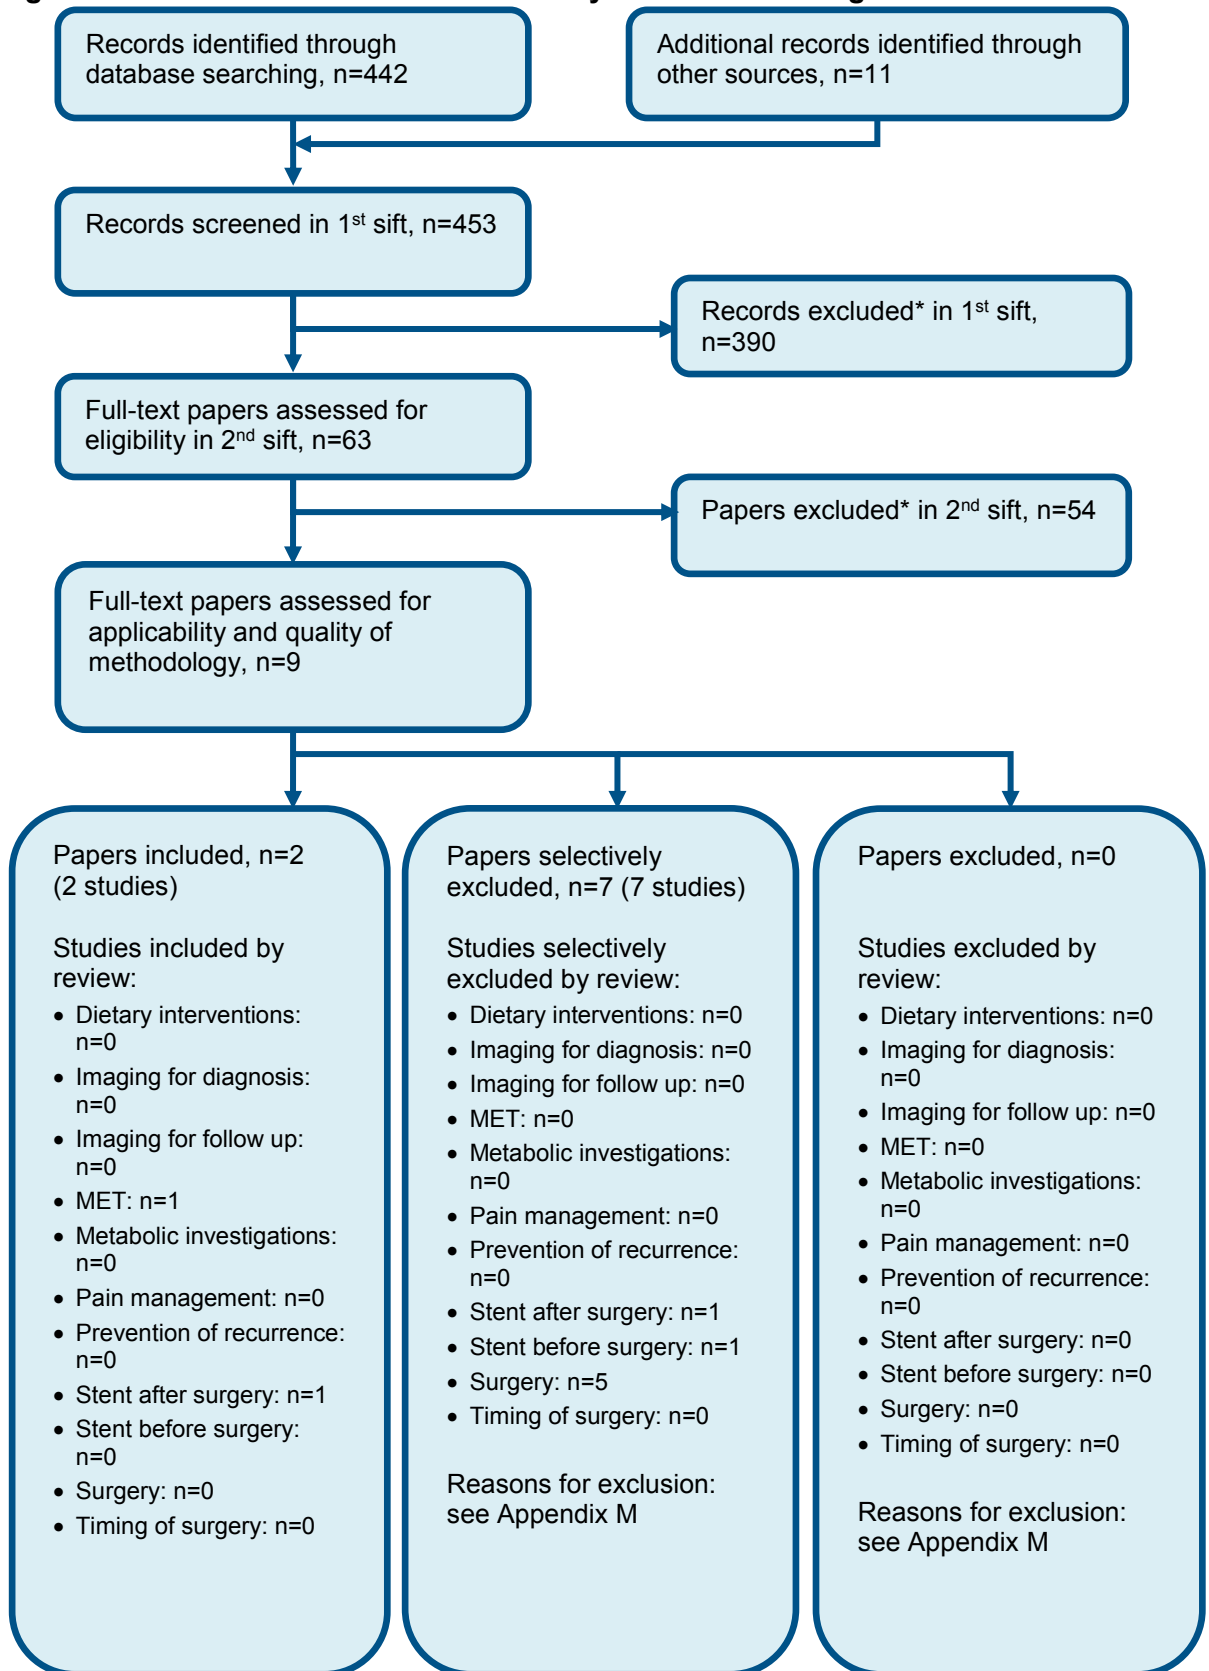 Records identified through
database searching, n=442
Additional records identified through
other sources, n=11
Records screened in 1st sift, n=453
Records excluded* in 1st sift,
n=390
Full-text papers assessed for
eligibility in 2nd sift, n=63
Papers excluded* in 2nd sift, n=54
Full-text papers assessed for
applicability and quality of
methodology, n=9
Papers included, n=2
(2 studies)
Studies included by
review:
• Dietary interventions:
n=0
• Imaging for diagnosis:
n=0
• Imaging for follow up:
n=0
• MET: n=1
• Metabolic investigations:
n=0
• Pain management: n=0
• Prevention of recurrence:
n=0
• Stent after surgery: n=1
• Stent before surgery:
n=0
• Surgery: n=0
• Timing of surgery: n=0
Papers selectively
excluded, n=7 (7 studies)
Studies selectively
excluded by review:
• Dietary interventions: n=0
• Imaging for diagnosis: n=0
• Imaging for follow up: n=0
• MET: n=0
• Metabolic investigations:
n=0
• Pain management: n=0
• Prevention of recurrence:
n=0
• Stent after surgery: n=1
• Stent before surgery: n=1
• Surgery: n=5
• Timing of surgery: n=0
Reasons for exclusion:
see Appendix M
Papers excluded, n=0
Studies excluded by
review:
• Dietary interventions: n=0
• Imaging for diagnosis:
n=0
• Imaging for follow up: n=0
• MET: n=0
• Metabolic investigations:
n=0
• Pain management: n=0
• Prevention of recurrence:
n=0
• Stent after surgery: n=0
• Stent before surgery: n=0
• Surgery: n=0
• Timing of surgery: n=0
Reasons for exclusion:
see Appendix M